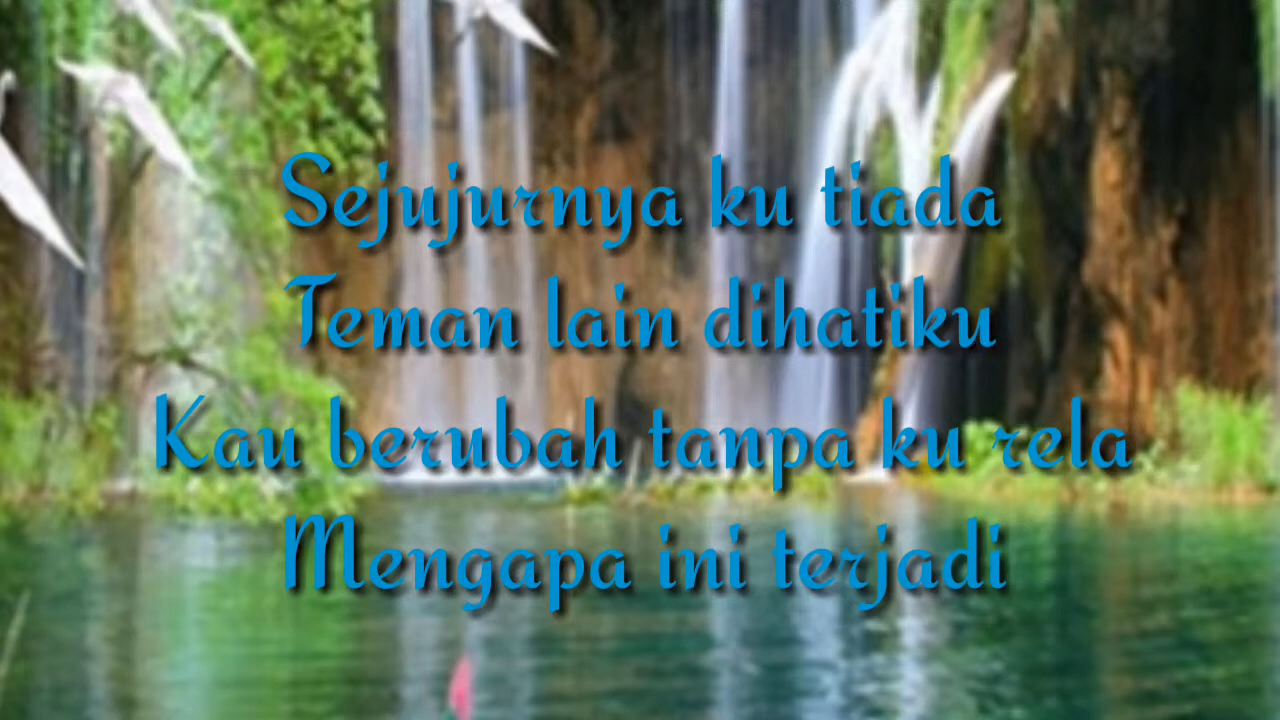 Sejujurnya ku tiada
Teman lain dihatiku
Kau berubah tanpa ku rela
Mengapa ini terjadi